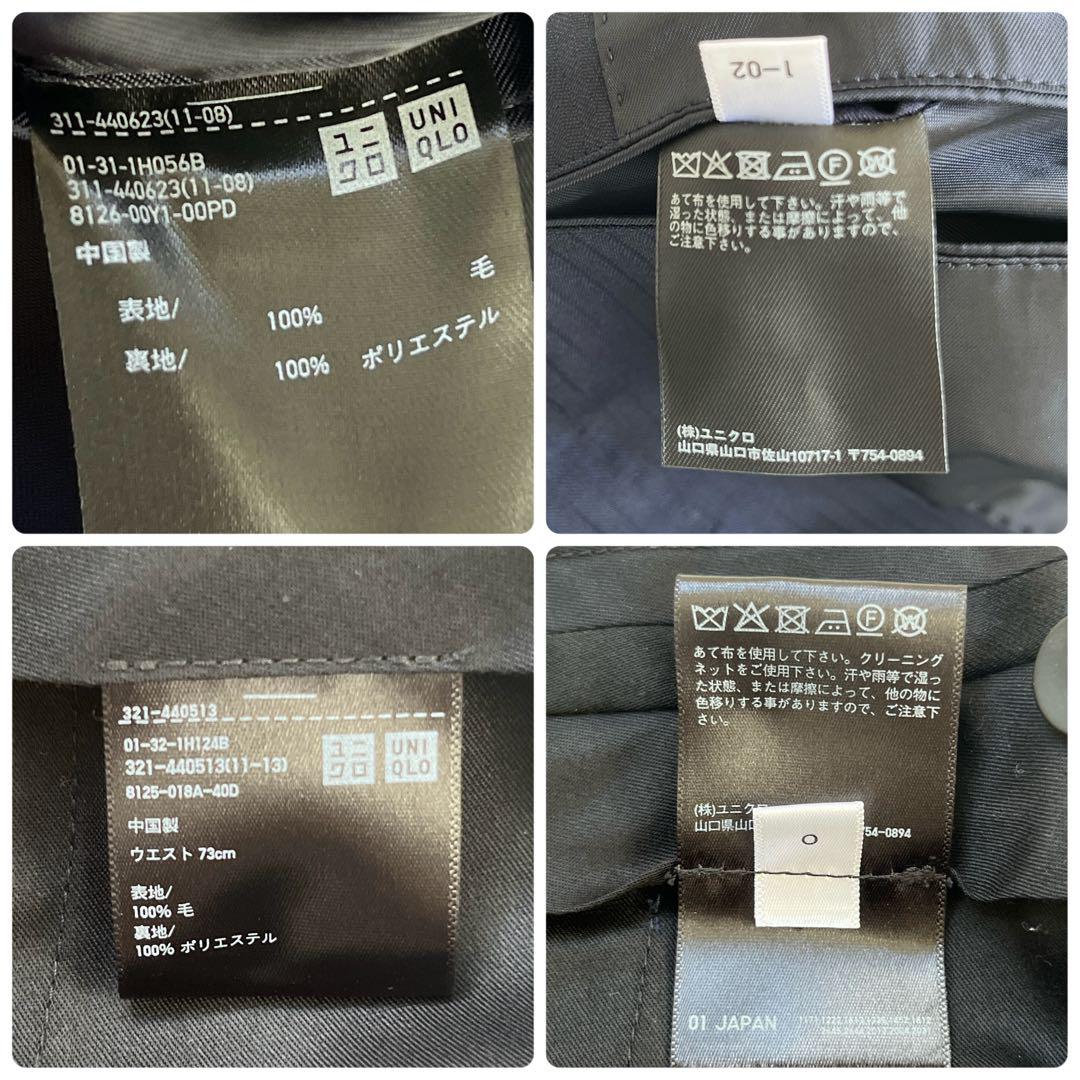 311-440623(11-08)
ユニ
クロ
UNI
QLO
01-31-1H056B
311-440623(11-08)
8126-00Y1-00PD
中国製
毛
表地/ 100%
裏地/ 100% ポリエステル
1-02
あて布を使用して下さい。汗や雨等で
湿った状態、または摩擦によって、他
の物に色移りする事がありますので、
ご注意下さい。
(株)ユニクロ
山口県山口市佐山10717-1 〒754-0894
321-440513
01-32-1H124B
321-440513(11-13)
8125-018A-40D
ユニ
クロ
UNI
QLO
中国製
ウエスト 73cm
表地/
100% 毛
裏地/
100% ポリエステル
あて布を使用して下さい。クリーニング
ネットをご使用下さい。汗や雨等で湿っ
た状態、または摩擦によって、他の物に
色移りする事がありますので、ご注意下
さい。
(株)ユニク
山口県山口 754-0894
0
01 JAPAN